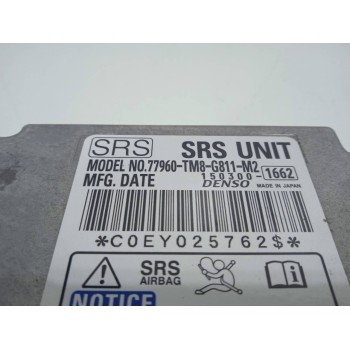 SRS SRS UNIT
MODEL NO.77960-TM8-G811-M2
150300-1662
MFG. DATE DENSO MADE IN JAPAN
*C0EY025762$*
SRS
AIRBAG
NOTICE